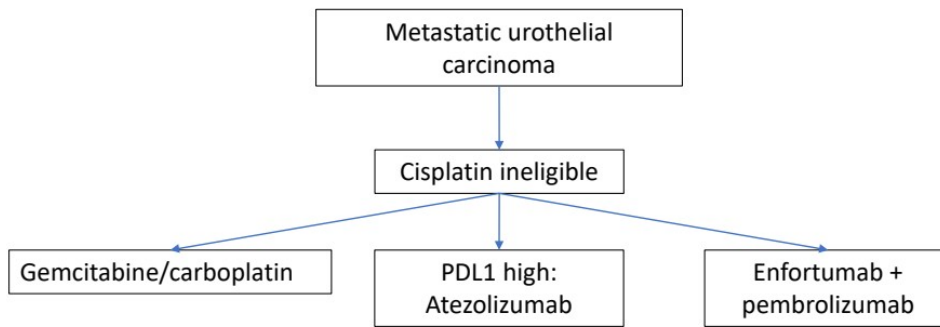 Metastatic urothelial
carcinoma
Cisplatin ineligible
Gemcitabine/carboplatin
PDL1 high:
Atezolizumab
Enfortumab +
pembrolizumab